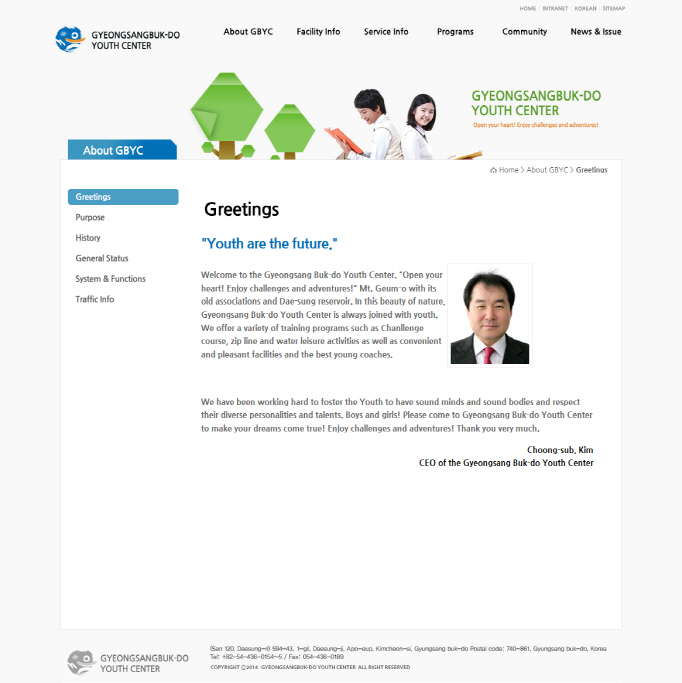 HOME | INTRANET | KOREAN | SITEMAP
GYEONGSANGBUK-DO
YOUTH CENTER
About GBYC Facility Info Service Info Programs Community News & Issue
GYEONGSANGBUK-DO
YOUTH CENTER
Open your heart! Enjoy challenges and adventures!
About GBYC
Home > About GBYC > Greetings
Greetings
Purpose
History
General Status
System & Functions
Traffic Info
Greetings
"Youth are the future."
Welcome to the Gyeongsang Buk-do Youth Center. "Open your
heart! Enjoy challenges and adventures!" Mt. Geum-o with its
old associations and Dae-sung reservoir. In this beauty of nature,
Gyeongsang Buk-do Youth Center is always joined with youth.
We offer a variety of training programs such as Chanllenge
course, zip line and water leisure activities as well as convenient
and pleasant facilities and the best young coaches.
We have been working hard to foster the Youth to have sound minds and sound bodies and respect
their diverse personalities and talents. Boys and girls! Please come to Gyeongsang Buk-do Youth Center
to make your dreams come true! Enjoy challenges and adventures! Thank you very much.
Choong-sub, Kim
CEO of the Gyeongsang Buk-do Youth Center
GYEONGSANGBUK-DO
YOUTH CENTER
(San 120, Daesung-ri) 594-43, 1-gil, Daesung-ji, Apo-eup, Kimcheon-si, Gyungsang buk-do Postal code: 740-861, Gyungsang buk-do, Korea
Tel: +82-54-436-0154~5 / Fax: 054-436-0189
COPYRIGHT ©2014 GYEONGSANGBUK-DO YOUTH CENTER ALL RIGHT RESERVED